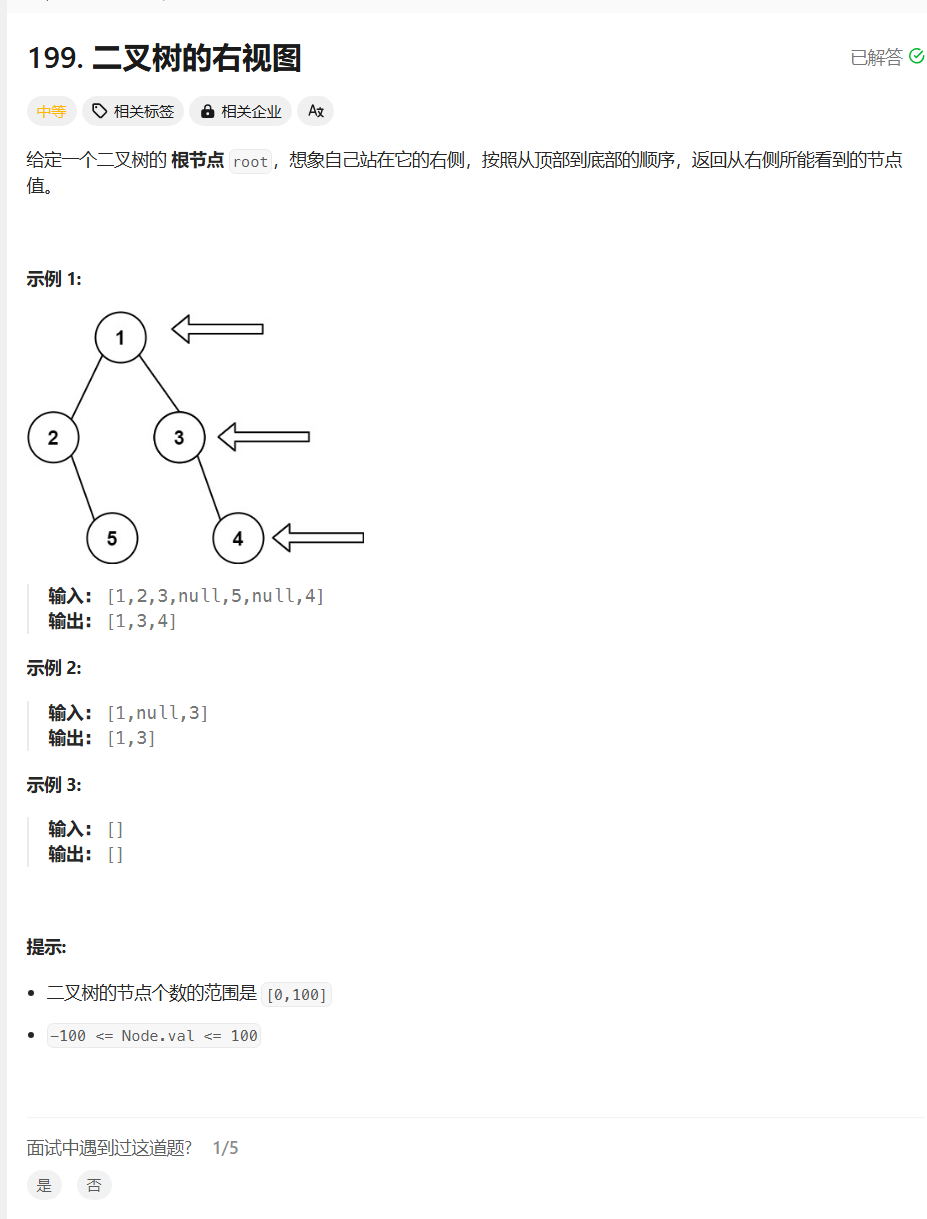 199. 二叉树的右视图
已解答
中等
相关标签
相关企业
给定一个二叉树的 根节点 root，想象自己站在它的右侧，按照从顶部到底部的顺序，返回从右侧所能看到的节点
值。
示例 1:
1
2
3
5
4
输入：[1,2,3,null,5,null,4]
输出：[1,3,4]
示例 2:
输入：[1,null,3]
输出：[1,3]
示例 3:
输入：[]
输出：[]
提示:
二叉树的节点个数的范围是 [0,100]
-100 <= Node.val <= 100
面试中遇到过这道题? 1/5
是
否